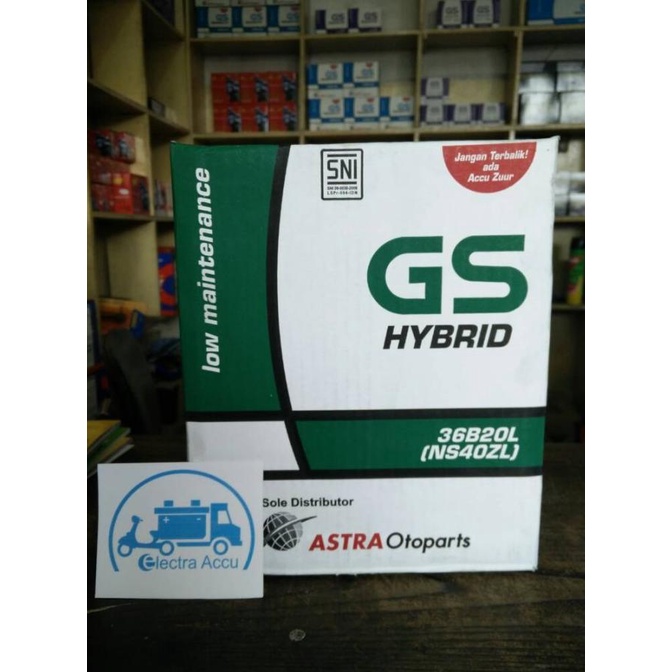 SNI
Jangan Terbalik!
ada
Accu Zuur
low maintenance
GS
HYBRID
36B20L
(NS40ZL)
Sole Distributor
ASTRA Otoparts
electra Accu